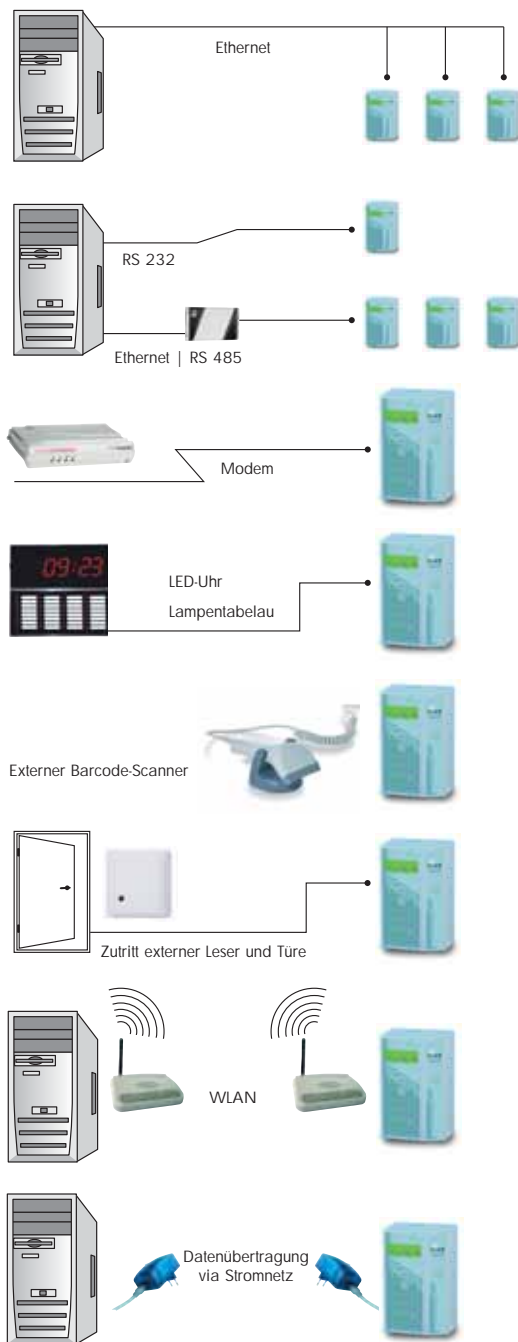 Ethernet
RS 232
Ethernet | RS 485
Modem
09:23
LED-Uhr
Lampentabelau
Externer Barcode-Scanner
Zutritt externer Leser und Türe
WLAN
Datenübertragung
via Stromnetz